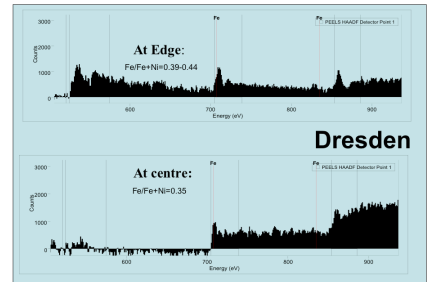 3000
Fe
Fe
PEELS HAADF Detector Point 1
At Edge:
Fe/Fe+Ni=0.39-0.44
2000
Counts
1000
0
600
700
800
900
Energy (eV)
Dresden
3000
Fe
Fe
PEELS HAADF Detector Point 1
At centre:
Fe/Fe+Ni=0.35
2000
Counts
1000
0
600
700
800
900
Energy (eV)